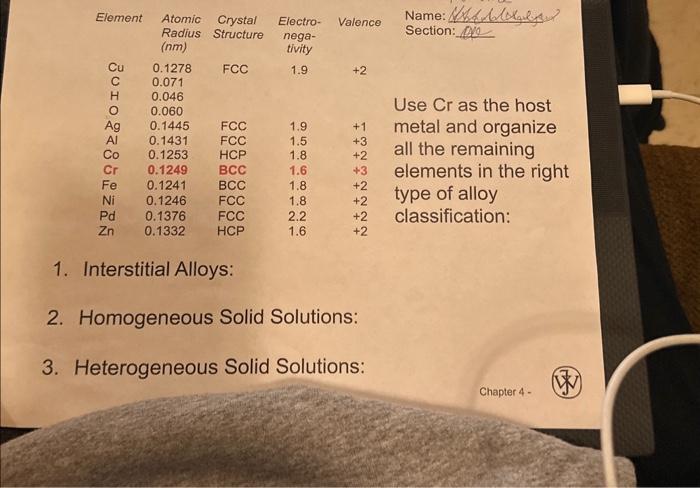 Element Atomic Radius (nm) Crystal Structure Electro-nega-tivity Valence
Name:
Section:
Cu 0.1278 FCC 1.9 +2
C 0.071
H 0.046
O 0.060
Ag 0.1445 FCC 1.9 +1
Al 0.1431 FCC 1.5 +3
Co 0.1253 HCP 1.8 +2
Cr 0.1249 BCC 1.6 +3
Fe 0.1241 BCC 1.8 +2
Ni 0.1246 FCC 1.8 +2
Pd 0.1376 FCC 2.2 +2
Zn 0.1332 HCP 1.6 +2
Use Cr as the host
metal and organize
all the remaining
elements in the right
type of alloy
classification:
1. Interstitial Alloys:
2. Homogeneous Solid Solutions:
3. Heterogeneous Solid Solutions:
Chapter 4 -